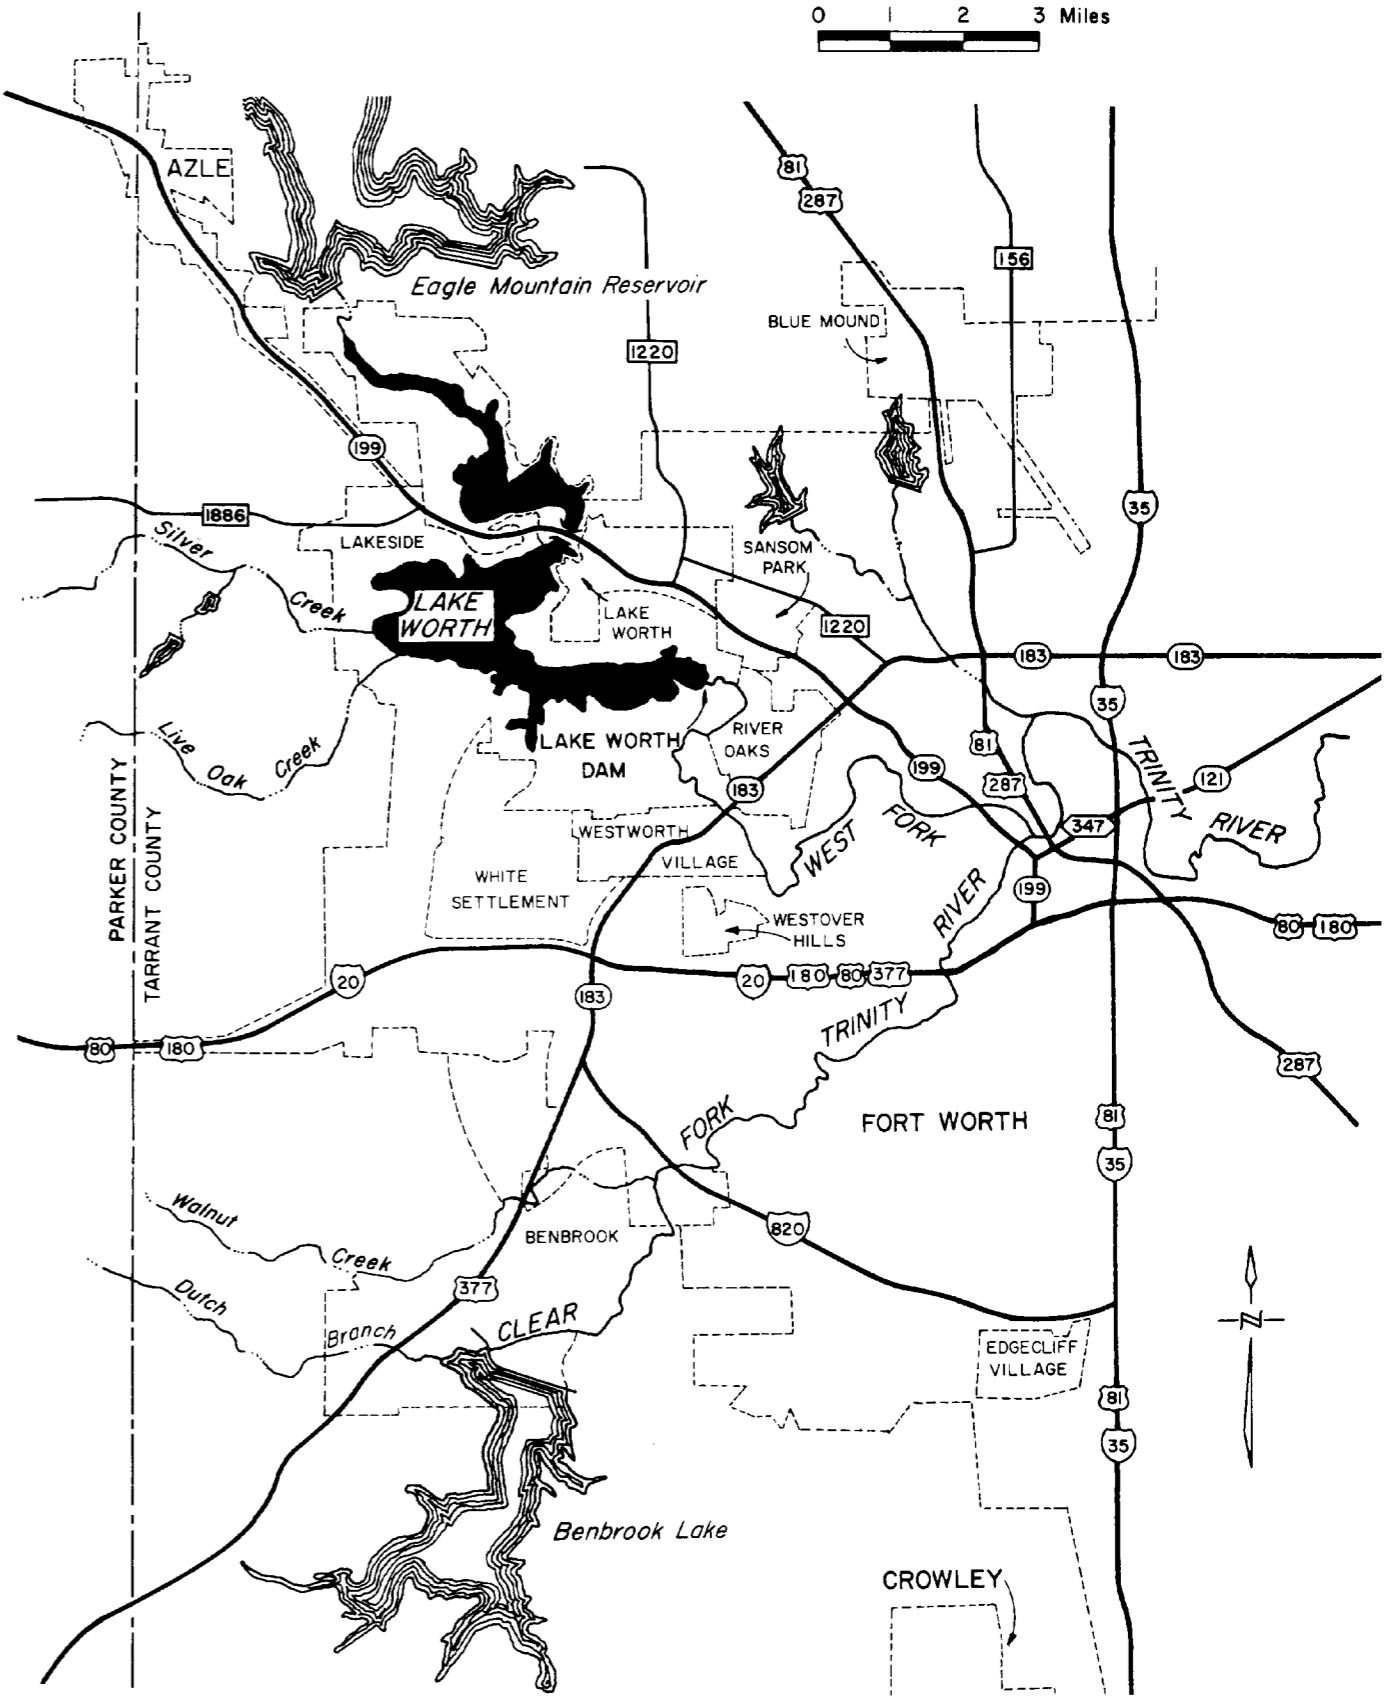 0 1 2 3 Miles
AZLE
81
287
156
Eagle Mountain Reservoir
BLUE MOUND
1220
199
35
1886
Silver
Creek
LAKESIDE
SANSOM
PARK
LAKE
WORTH
LAKE
WORTH
1220
183
183
35
Live
Oak
Creek
LAKE WORTH
DAM
RIVER
OAKS
81
287
199
183
121
TRINITY
RIVER
347
WEST
FORK
PARKER COUNTY
TARRANT COUNTY
WESTWORTH
VILLAGE
WHITE
SETTLEMENT
199
RIVER
WESTOVER
HILLS
80
180
20
20
180
80
377
183
TRINITY
80
180
287
FORK
FORT WORTH
81
35
Walnut
Creek
820
BENBROOK
377
Dutch
Branch
CLEAR
N
EDGECLIFF
VILLAGE
81
35
Benbrook Lake
CROWLEY